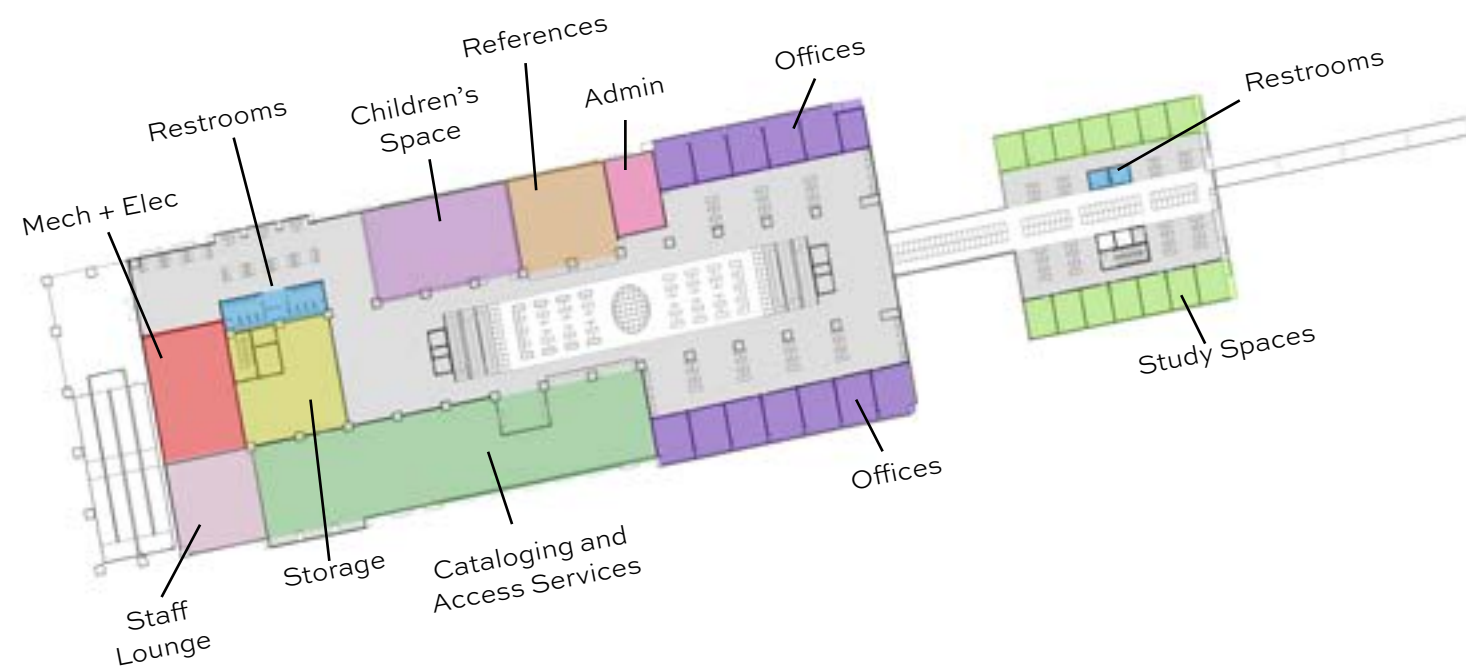 References
Offices
Restrooms
Admin
Children's
Space
Restrooms
Mech + Elec
Study Spaces
Offices
Cataloging and
Access Services
Storage
Staff
Lounge